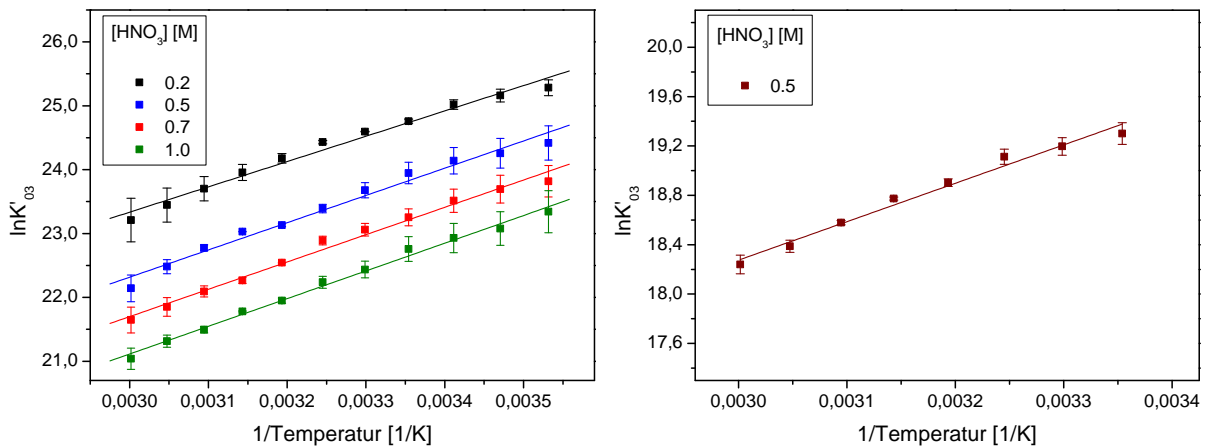 [HNO3] [M]
0.2
0.5
0.7
1.0
26,0
25,0
24,0
23,0
22,0
21,0
lnK'03
0,0030 0,0031 0,0032 0,0033 0,0034 0,0035
1/Temperatur [1/K]
[HNO3] [M]
0.5
20,0
19,6
19,2
18,8
18,4
18,0
17,6
lnK'03
0,0030 0,0031 0,0032 0,0033 0,0034
1/Temperatur [1/K]